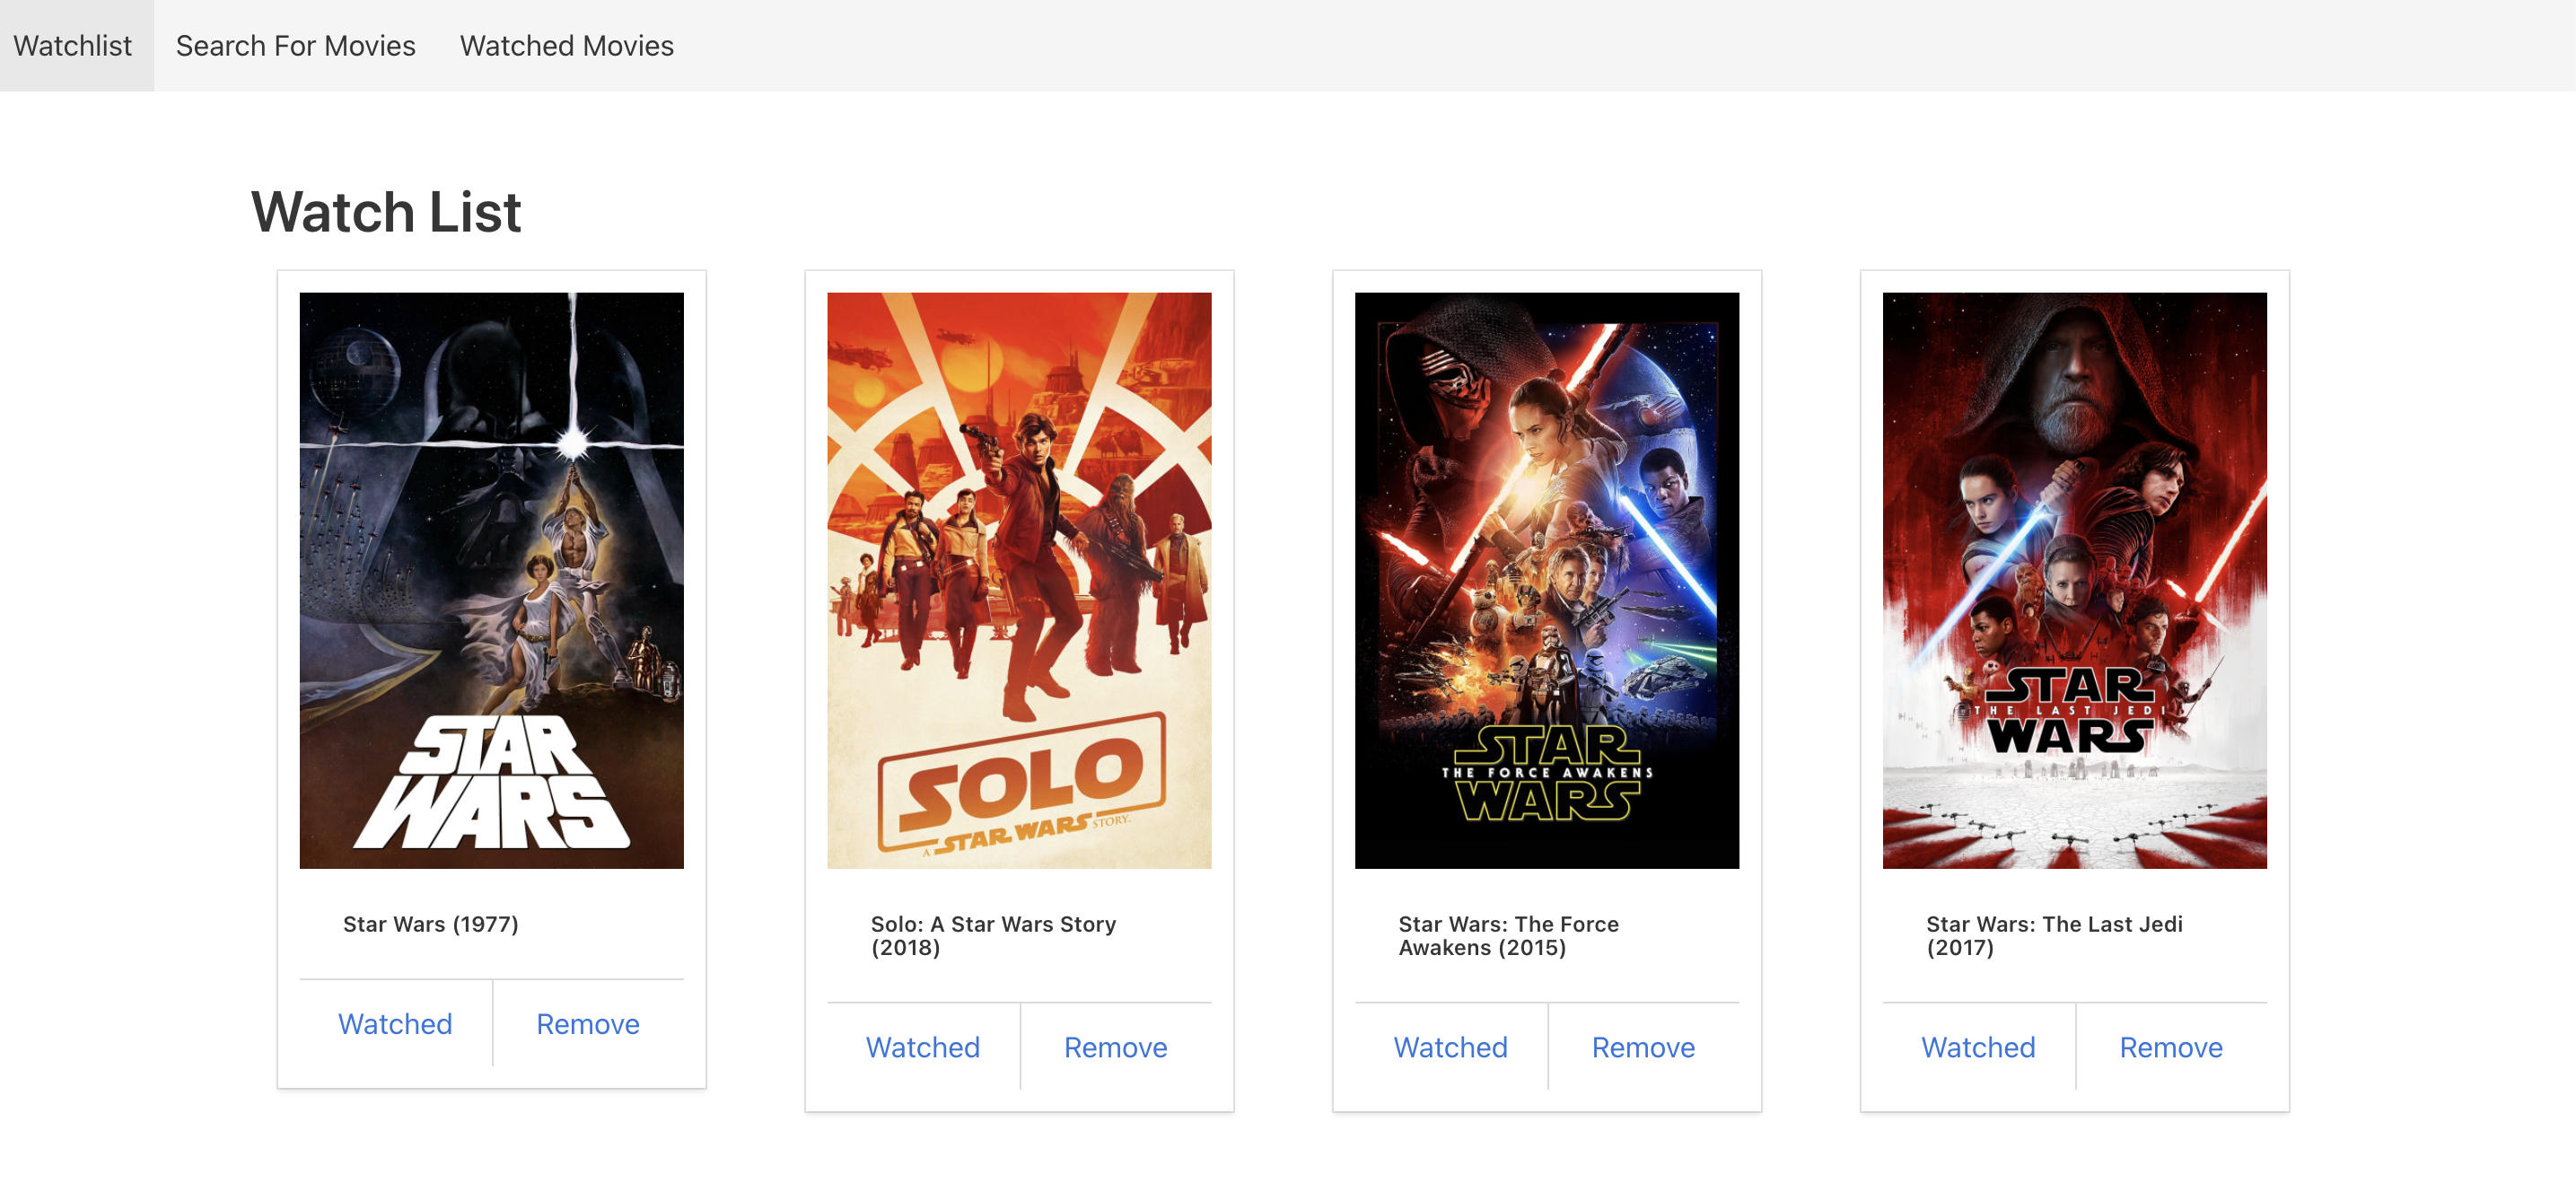 Watchlist Search For Movies Watched Movies
Watch List
STAR
WARS
SOLO
A STAR WARS STORY.
STAR
THE FORCE AWAKENS
WARS
STAR
THE LAST JEDI
WARS
Star Wars (1977)
Watched Remove
Solo: A Star Wars Story
(2018)
Watched Remove
Star Wars: The Force
Awakens (2015)
Watched Remove
Star Wars: The Last Jedi
(2017)
Watched Remove